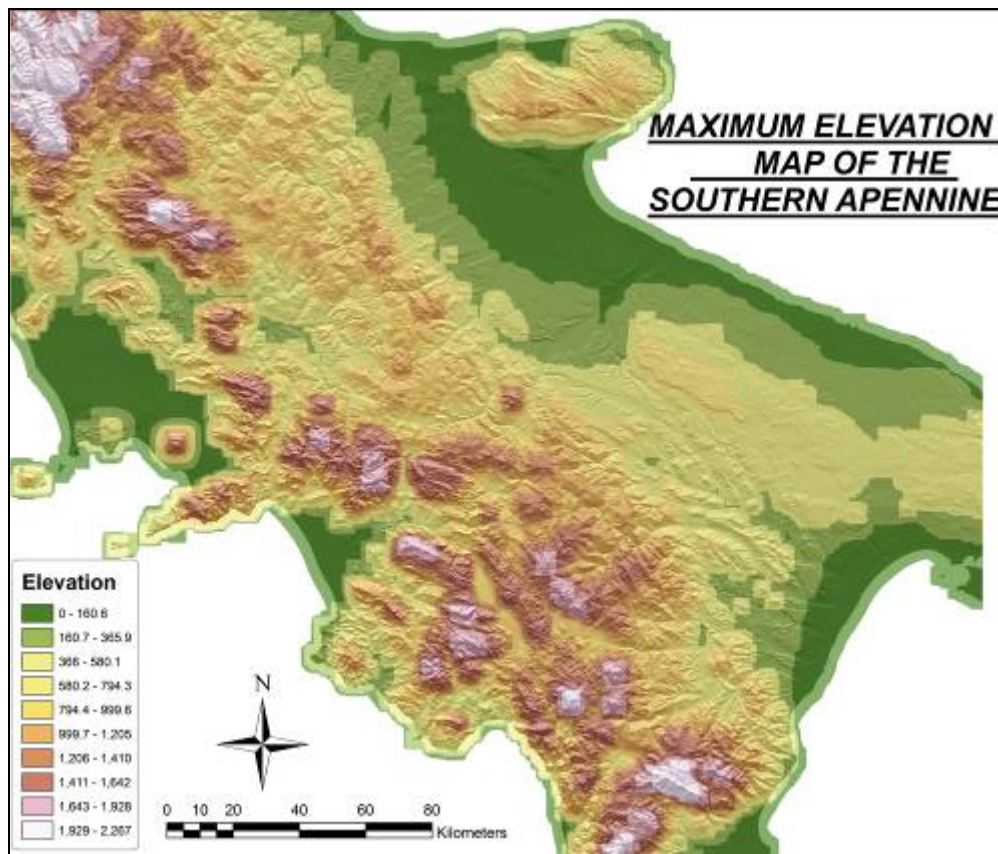 MAXIMUM ELEVATION
MAP OF THE
SOUTHERN APENNINE
Elevation
0 - 160.6
160.7 - 365.9
366 - 580.1
580.2 - 794.3
794.4 - 999.6
999.7 - 1.205
1.206 - 1,410
1.411 - 1,642
1,643 - 1.928
1.929 - 2.267
N
0 10 20 40 60 80
Kilometers